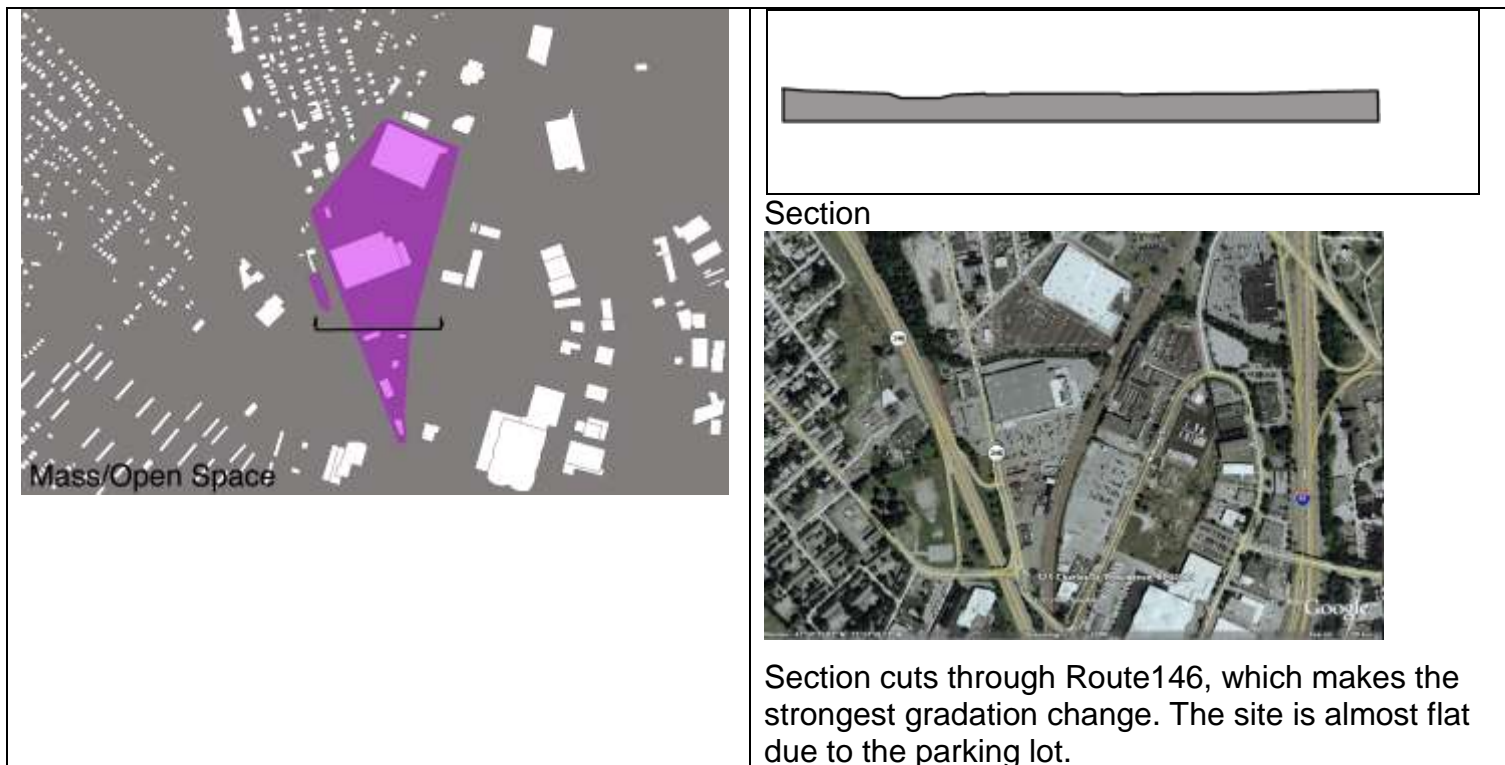 Mass/Open Space
Section
Google
Section cuts through Route146, which makes the
strongest gradation change. The site is almost flat
due to the parking lot.